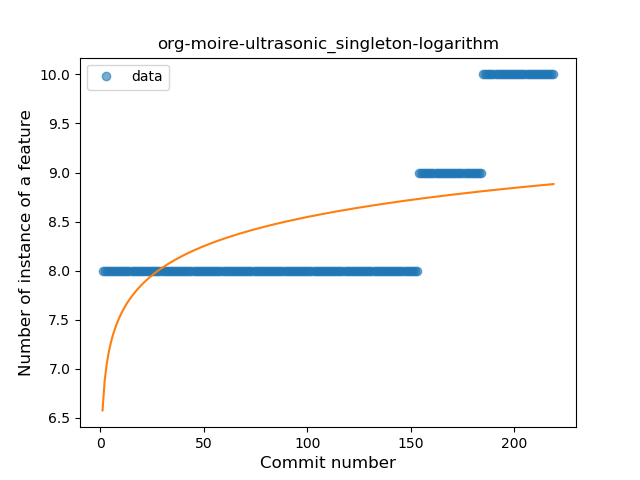 org-moire-ultrasonic_singleton-logarithm
data
10.0
9.5
9.0
8.5
8.0
7.5
7.0
6.5
Number of instance of a feature
0 50 100 150 200
Commit number